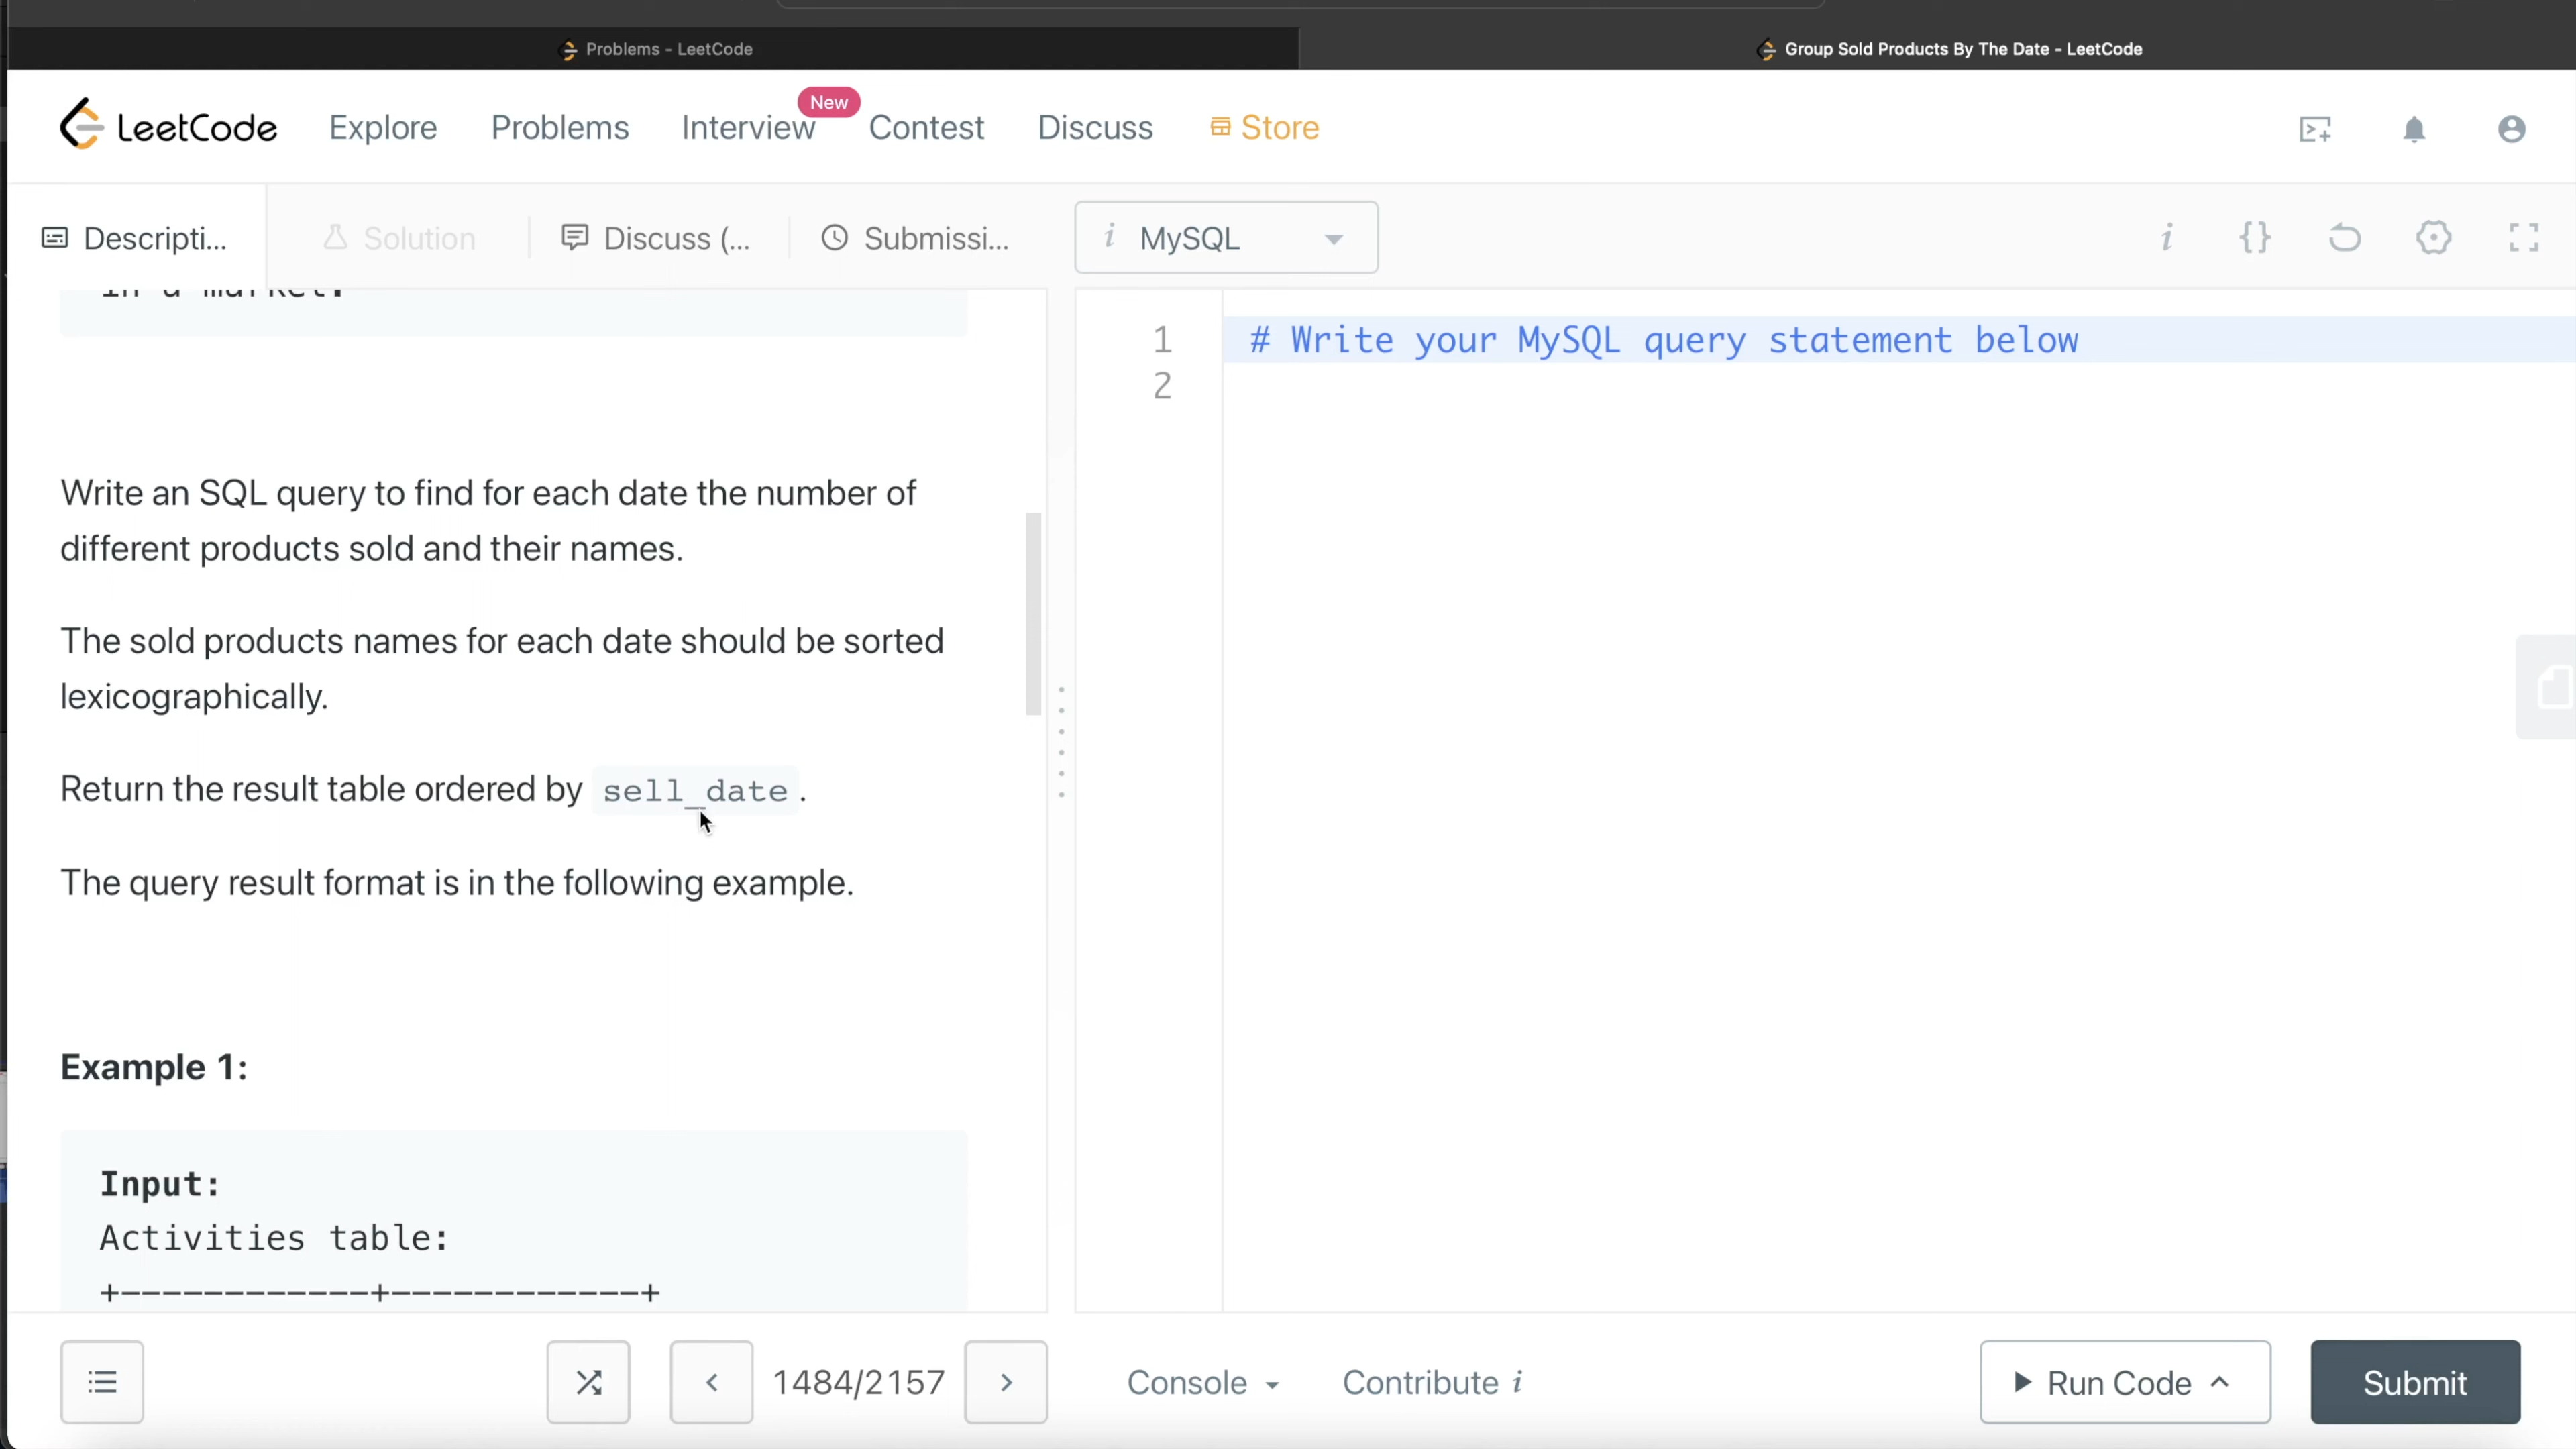 Problems - LeetCode
Group Sold Products By The Date - LeetCode
LeetCode
Explore
Problems
Interview
New
Contest
Discuss
Store
Descripti...
Solution
Discuss (...
Submissi...
i MySQL
i
{}
in a market.
1
# Write your MySQL query statement below
2
Write an SQL query to find for each date the number of
different products sold and their names.
The sold products names for each date should be sorted
lexicographically.
Return the result table ordered by sell_date.
The query result format is in the following example.
Example 1:
Input:
Activities table:
+------------+-------------+
1484/2157
Console
Contribute i
Run Code
Submit